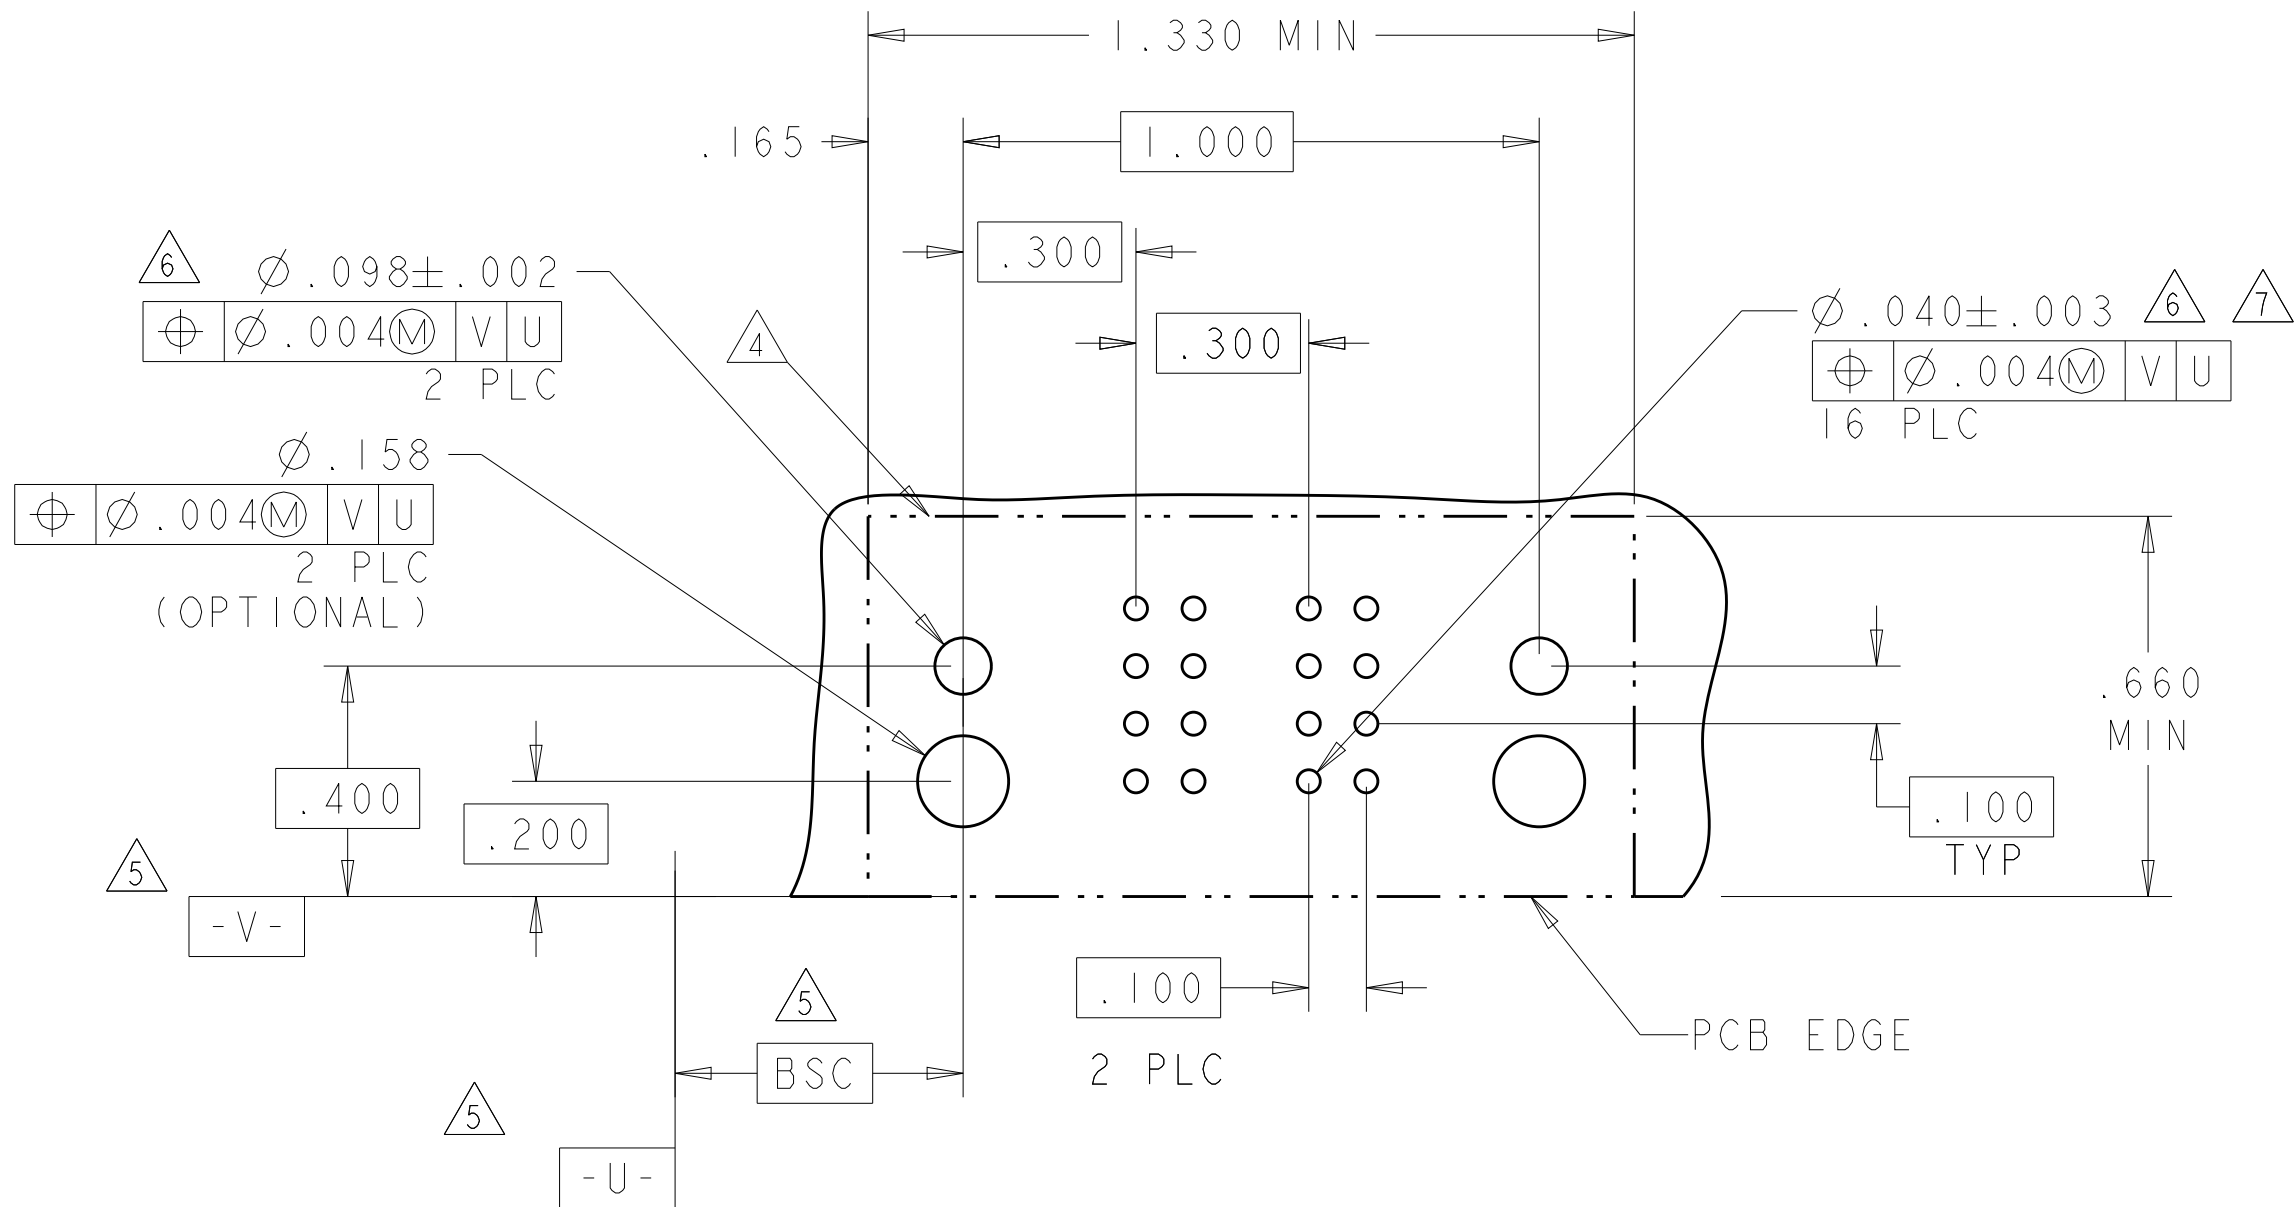 1.330 MIN
.165
1.000
.300
6 Ø.098±.002
⌖ Ø.004Ⓜ V U
2 PLC
Ø.040±.003 6 7
⌖ Ø.004Ⓜ V U
16 PLC
4
.300
Ø.158
⌖ Ø.004Ⓜ V U
2 PLC
(OPTIONAL)
.660
MIN
.400
.200
.100
TYP
5
-V-
.100
2 PLC
5
BSC
PCB EDGE
5
-U-